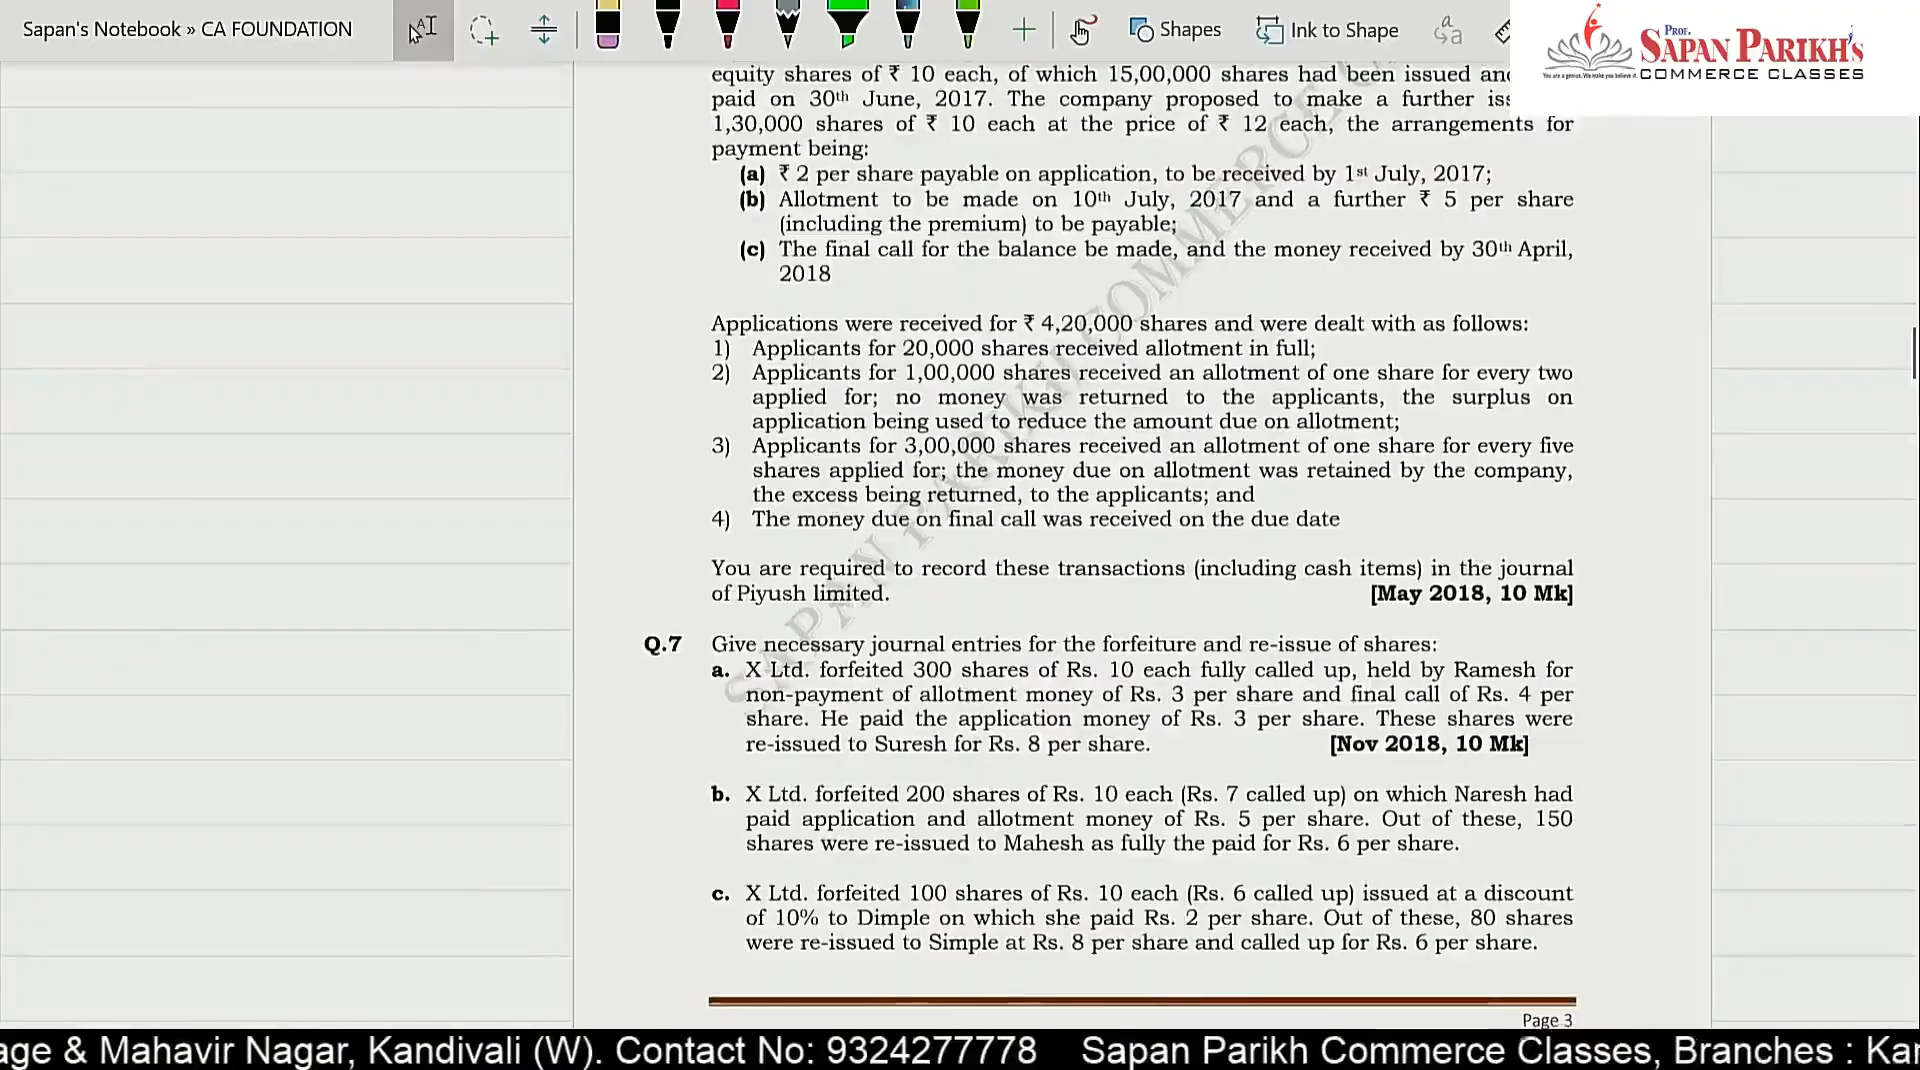 Sapan's Notebook » CA FOUNDATION
Shapes
Ink to Shape
PROF.
SAPAN PARIKH'S
You are a genius, We make you believe it.
COMMERCE CLASSES
equity shares of ₹ 10 each, of which 15,00,000 shares had been issued an
paid on 30th June, 2017. The company proposed to make a further is
1,30,000 shares of ₹ 10 each at the price of ₹ 12 each, the arrangements for
payment being:
(a) ₹ 2 per share payable on application, to be received by 1st July, 2017;
(b) Allotment to be made on 10th July, 2017 and a further ₹ 5 per share
(including the premium) to be payable;
(c) The final call for the balance be made, and the money received by 30th April,
2018
Applications were received for ₹ 4,20,000 shares and were dealt with as follows:
1) Applicants for 20,000 shares received allotment in full;
2) Applicants for 1,00,000 shares received an allotment of one share for every two
applied for; no money was returned to the applicants, the surplus on
application being used to reduce the amount due on allotment;
3) Applicants for 3,00,000 shares received an allotment of one share for every five
shares applied for; the money due on allotment was retained by the company,
the excess being returned, to the applicants; and
4) The money due on final call was received on the due date
You are required to record these transactions (including cash items) in the journal
of Piyush limited. [May 2018, 10 Mk]
Q.7 Give necessary journal entries for the forfeiture and re-issue of shares:
a. X Ltd. forfeited 300 shares of Rs. 10 each fully called up, held by Ramesh for
non-payment of allotment money of Rs. 3 per share and final call of Rs. 4 per
share. He paid the application money of Rs. 3 per share. These shares were
re-issued to Suresh for Rs. 8 per share. [Nov 2018, 10 Mk]
b. X Ltd. forfeited 200 shares of Rs. 10 each (Rs. 7 called up) on which Naresh had
paid application and allotment money of Rs. 5 per share. Out of these, 150
shares were re-issued to Mahesh as fully the paid for Rs. 6 per share.
c. X Ltd. forfeited 100 shares of Rs. 10 each (Rs. 6 called up) issued at a discount
of 10% to Dimple on which she paid Rs. 2 per share. Out of these, 80 shares
were re-issued to Simple at Rs. 8 per share and called up for Rs. 6 per share.
Page 3
age & Mahavir Nagar, Kandivali (W). Contact No: 9324277778 Sapan Parikh Commerce Classes, Branches : Kar